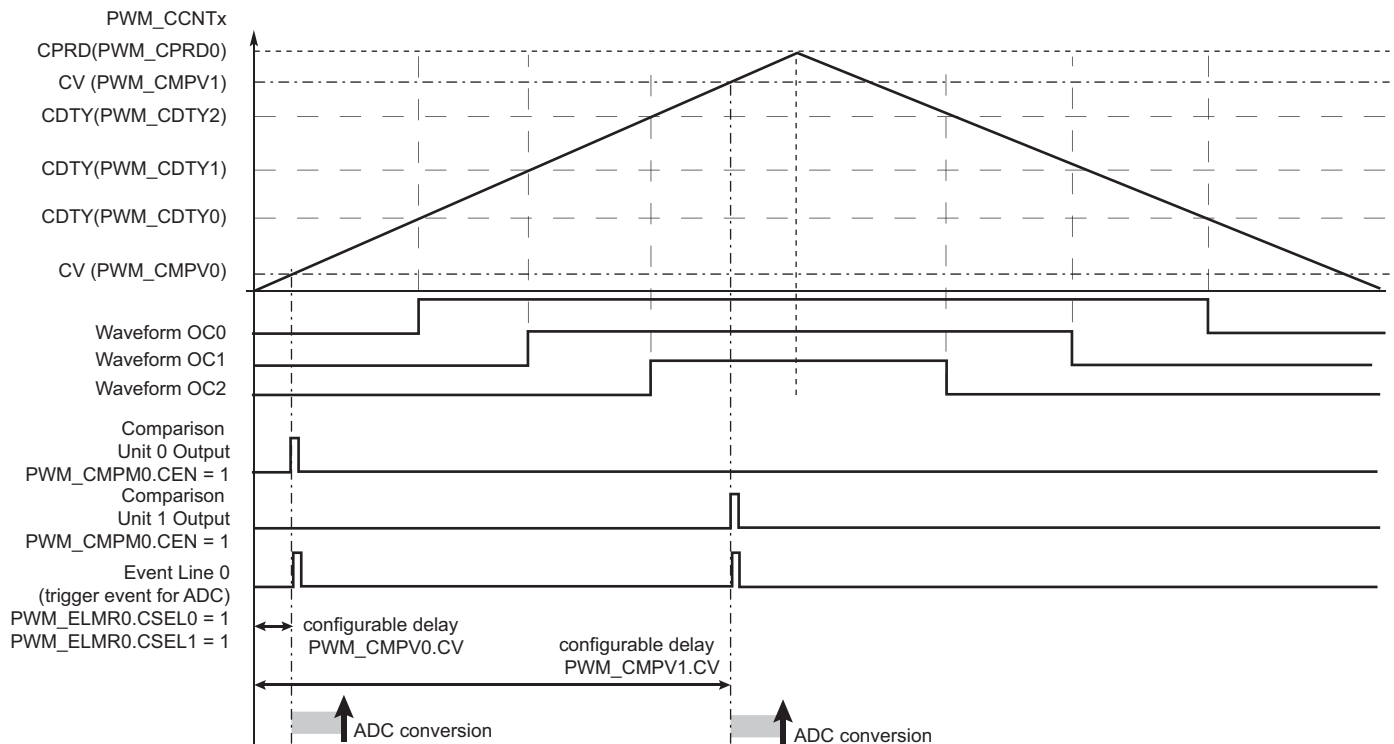 PWM_CCNTx
CPRD(PWM_CPRD0)
CV (PWM_CMPV1)
CDTY(PWM_CDTY2)
CDTY(PWM_CDTY1)
CDTY(PWM_CDTY0)
CV (PWM_CMPV0)
Waveform OC0
Waveform OC1
Waveform OC2
Comparison
Unit 0 Output
PWM_CMPM0.CEN = 1
Comparison
Unit 1 Output
PWM_CMPM0.CEN = 1
Event Line 0
(trigger event for ADC)
PWM_ELMR0.CSEL0 = 1
PWM_ELMR0.CSEL1 = 1
configurable delay
PWM_CMPV0.CV
configurable delay
PWM_CMPV1.CV
ADC conversion
ADC conversion